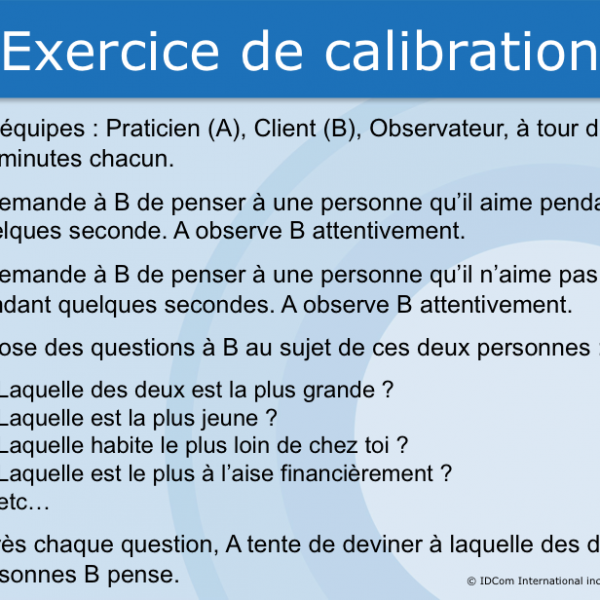 Exercice de calibration
équipes : Praticien (A), Client (B), Observateur, à tour d
minutes chacun.
emande à B de penser à une personne qu’il aime penda
elques seconde. A observe B attentivement.
emande à B de penser à une personne qu’il n’aime pas
ndant quelques secondes. A observe B attentivement.
ose des questions à B au sujet de ces deux personnes :
Laquelle des deux est la plus grande ?
Laquelle est la plus jeune ?
Laquelle habite le plus loin de chez toi ?
Laquelle est le plus à l’aise financièrement ?
etc…
rès chaque question, A tente de deviner à laquelle des d
rsonnes B pense.
© IDCom International inc